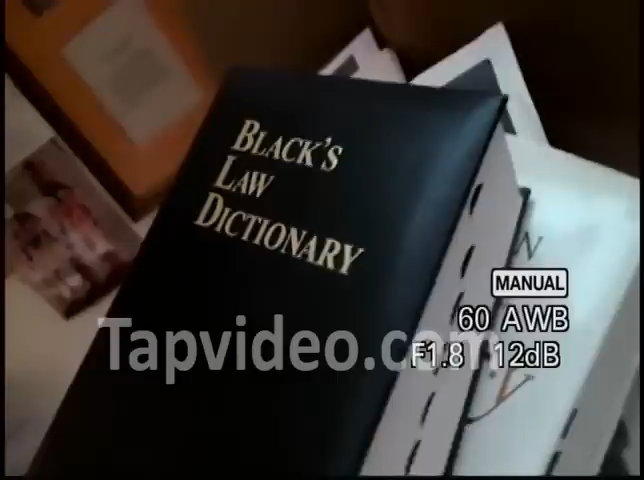 BLACK'S
LAW
DICTIONARY
MANUAL
60 AWB
F1.8 12dB
Tapvideo.com